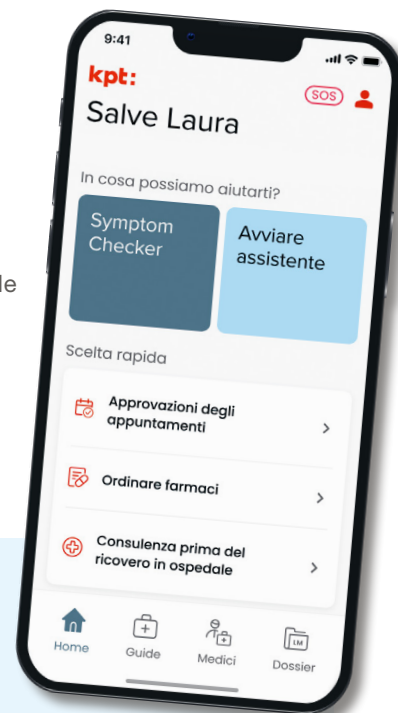 9:41
kpt:
SOS
Salve Laura
In cosa possiamo aiutarti?
Symptom
Checker
Avviare
assistente
Scelta rapida
Approvazioni degli
appuntamenti
Ordinare farmaci
Consulenza prima del
ricovero in ospedale
Home
Guide
Medici
Dossier
LM